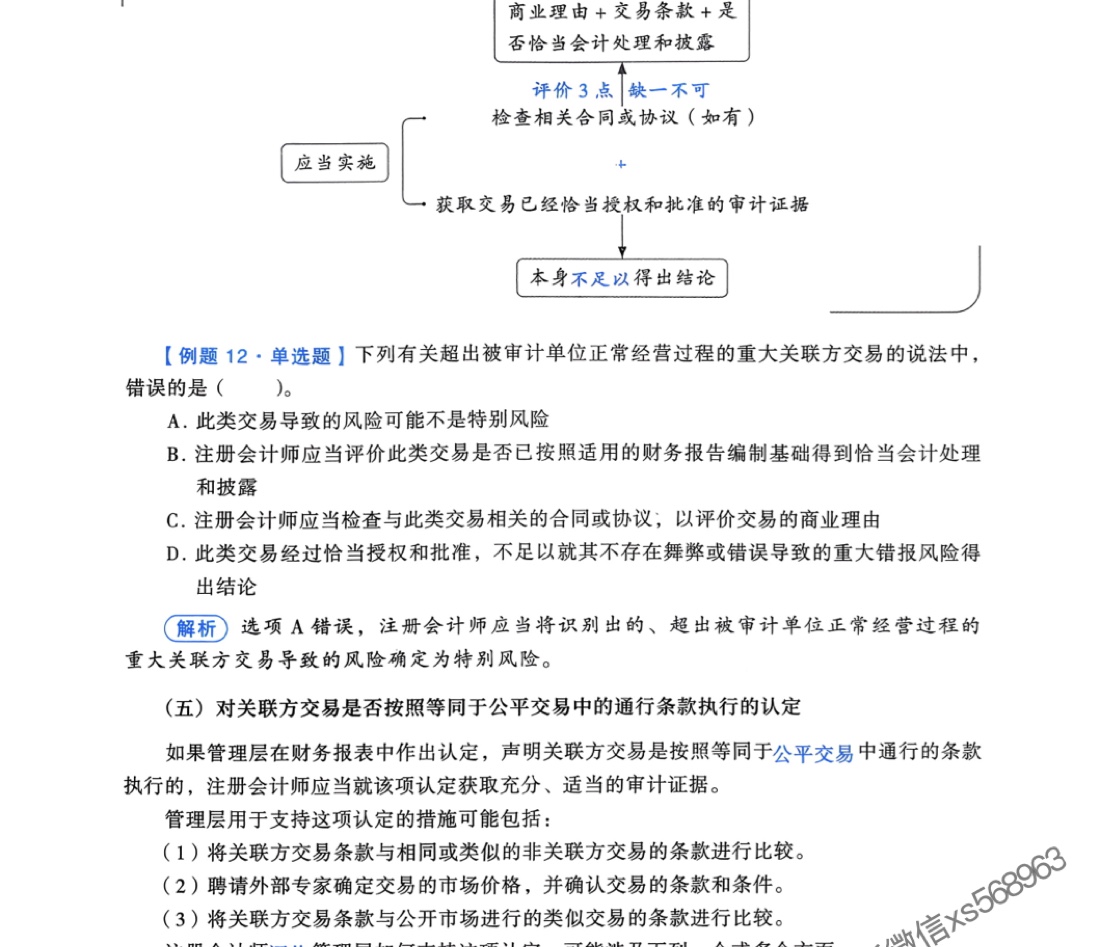 商业理由+交易条款+是
否恰当会计处理和披露
评价3点 缺一不可
检查相关合同或协议（如有）
应当实施
+
获取交易已经恰当授权和批准的审计证据
本身不足以得出结论
【例题12·单选题】下列有关超出被审计单位正常经营过程的重大关联方交易的说法中，
错误的是（　　）。
A. 此类交易导致的风险可能不是特别风险
B. 注册会计师应当评价此类交易是否已按照适用的财务报告编制基础得到恰当会计处理
和披露
C. 注册会计师应当检查与此类交易相关的合同或协议，以评价交易的商业理由
D. 此类交易经过恰当授权和批准，不足以就其不存在舞弊或错误导致的重大错报风险得
出结论
解析 选项A错误，注册会计师应当将识别出的、超出被审计单位正常经营过程的
重大关联方交易导致的风险确定为特别风险。
（五）对关联方交易是否按照等同于公平交易中的通行条款执行的认定
如果管理层在财务报表中作出认定，声明关联方交易是按照等同于公平交易中通行的条款
执行的，注册会计师应当就该项认定获取充分、适当的审计证据。
管理层用于支持这项认定的措施可能包括：
（1）将关联方交易条款与相同或类似的非关联方交易的条款进行比较。
（2）聘请外部专家确定交易的市场价格，并确认交易的条款和条件。
（3）将关联方交易条款与公开市场进行的类似交易的条款进行比较。
微信xs568963